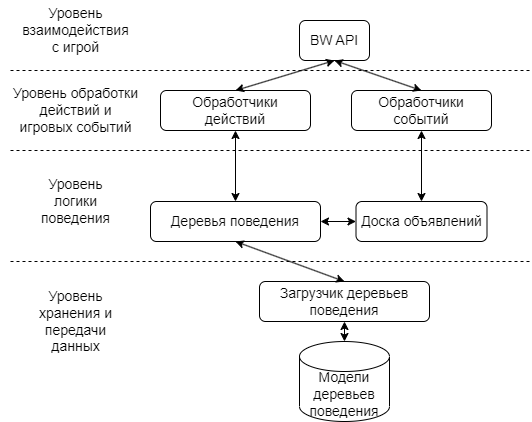 Уровень
взаимодействия
с игрой
BW API
Уровень обработки
действий и
игровых событий
Обработчики
действий
Обработчики
событий
Уровень
логики
поведения
Деревья поведения
Доска объявлений
Уровень
хранения и
передачи
данных
Загрузчик деревьев
поведения
Модели
деревьев
поведения